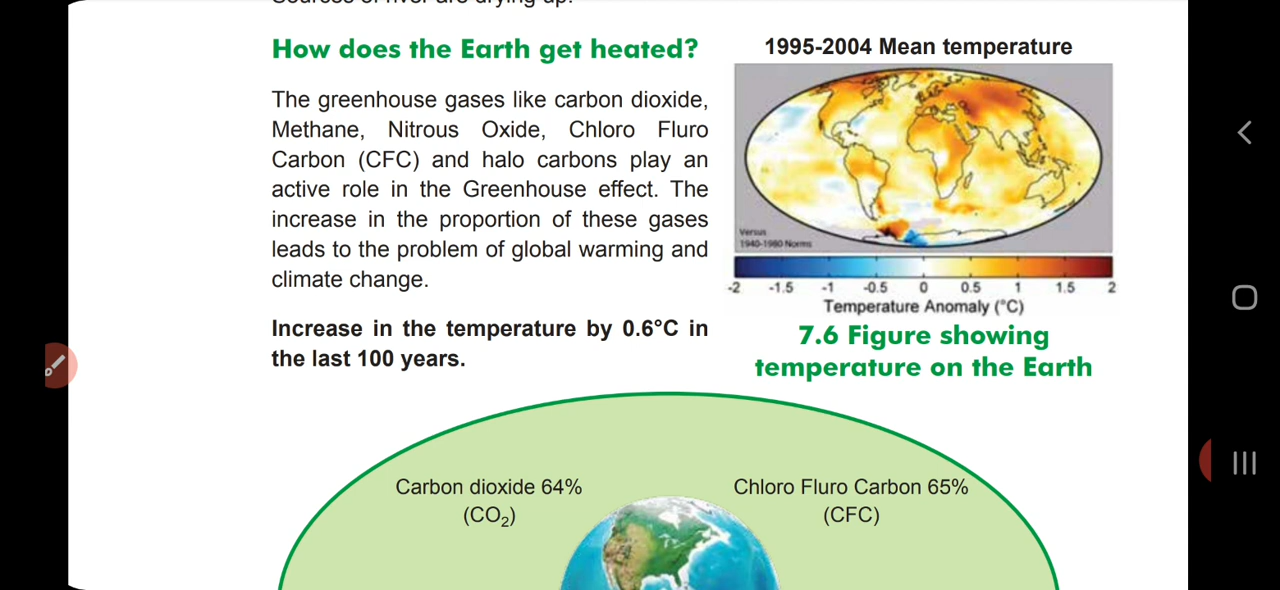 How does the Earth get heated?
The greenhouse gases like carbon dioxide,
Methane, Nitrous Oxide, Chloro Fluro
Carbon (CFC) and halo carbons play an
active role in the Greenhouse effect. The
increase in the proportion of these gases
leads to the problem of global warming and
climate change.
Increase in the temperature by 0.6°C in
the last 100 years.
1995-2004 Mean temperature
Versus
1940-1980 Norms
-2 -1.5 -1 -0.5 0 0.5 1 1.5 2
Temperature Anomaly (°C)
7.6 Figure showing
temperature on the Earth
Carbon dioxide 64%
(CO₂)
Chloro Fluro Carbon 65%
(CFC)